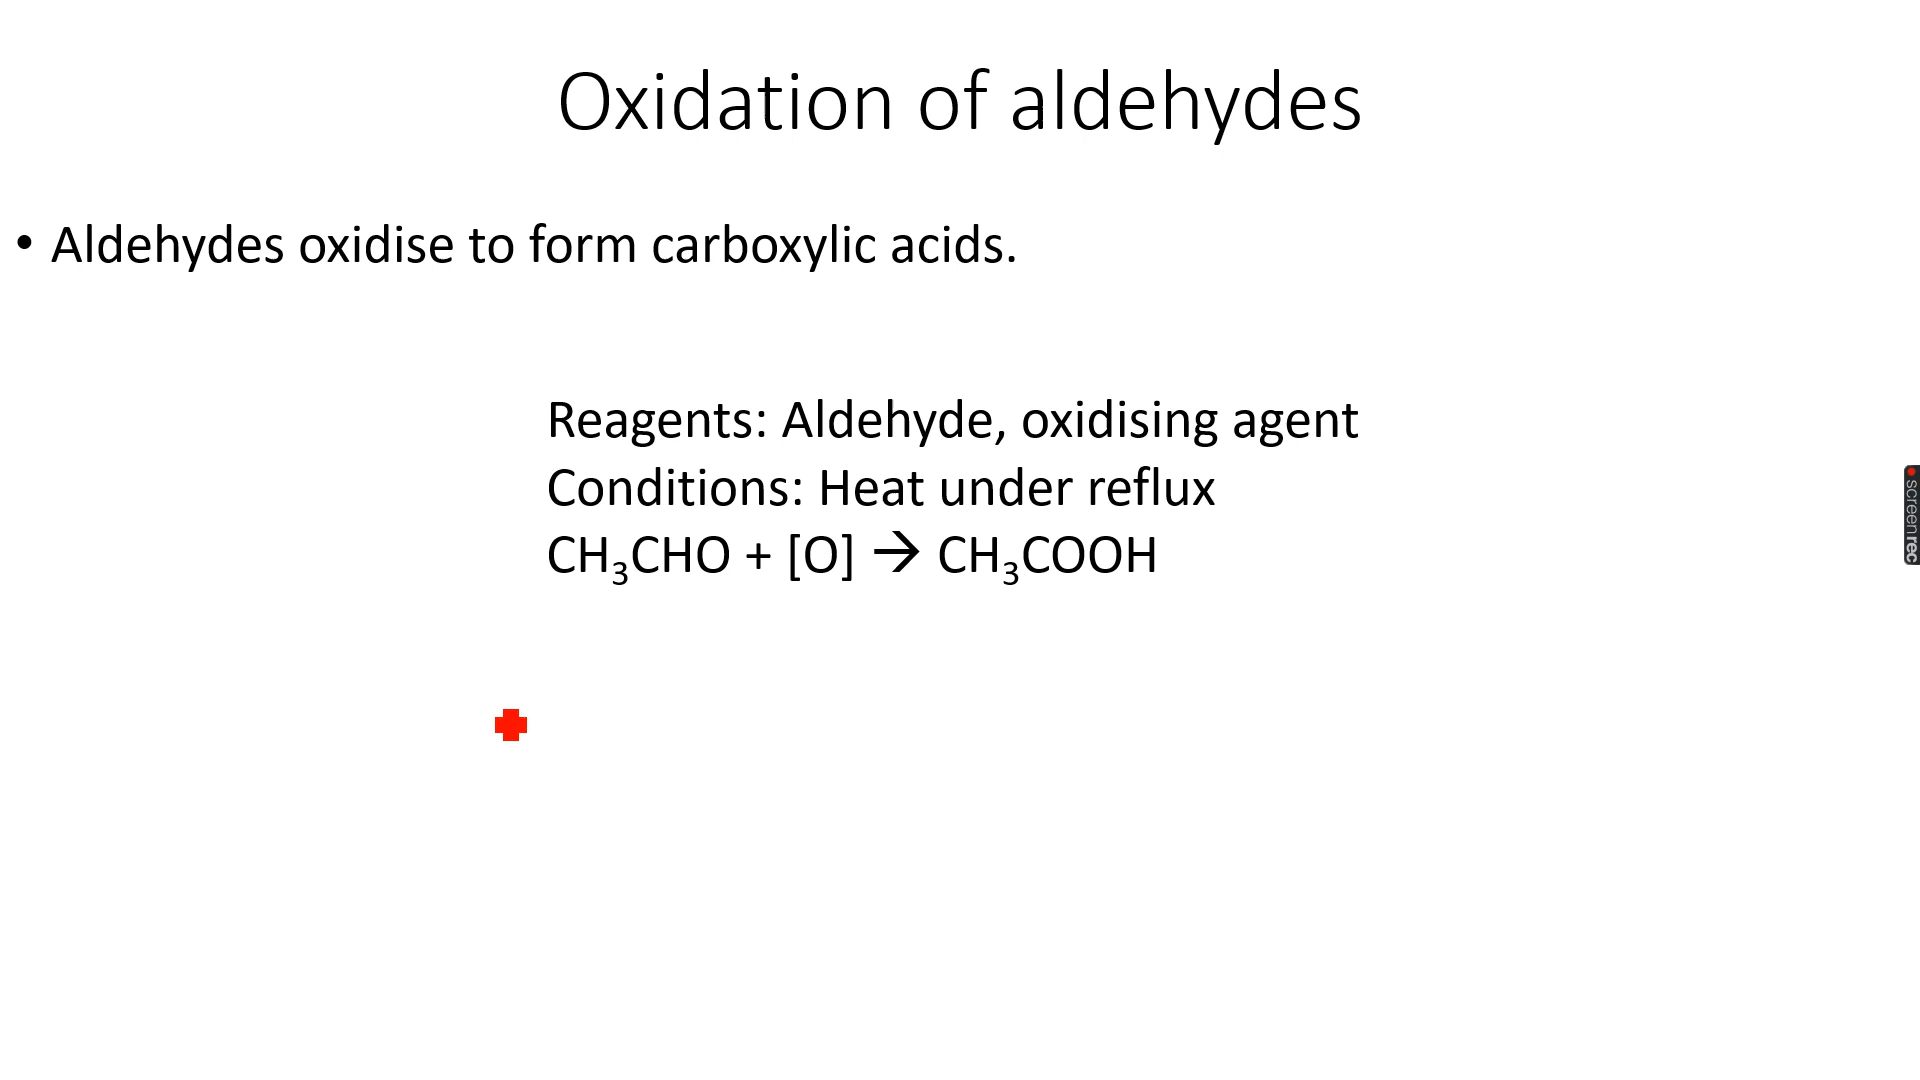 Oxidation of aldehydes
• Aldehydes oxidise to form carboxylic acids.
Reagents: Aldehyde, oxidising agent
Conditions: Heat under reflux
CH₃CHO + [O] → CH₃COOH
screenrec